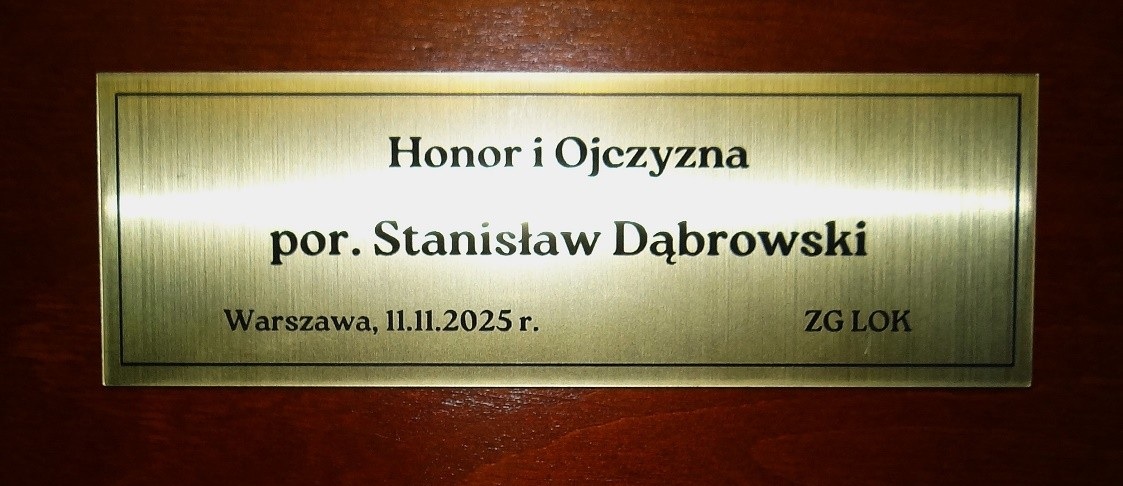 Honor i Ojczyzna
por. Stanisław Dąbrowski
Warszawa, 11.11.2025 r. ZG LOK